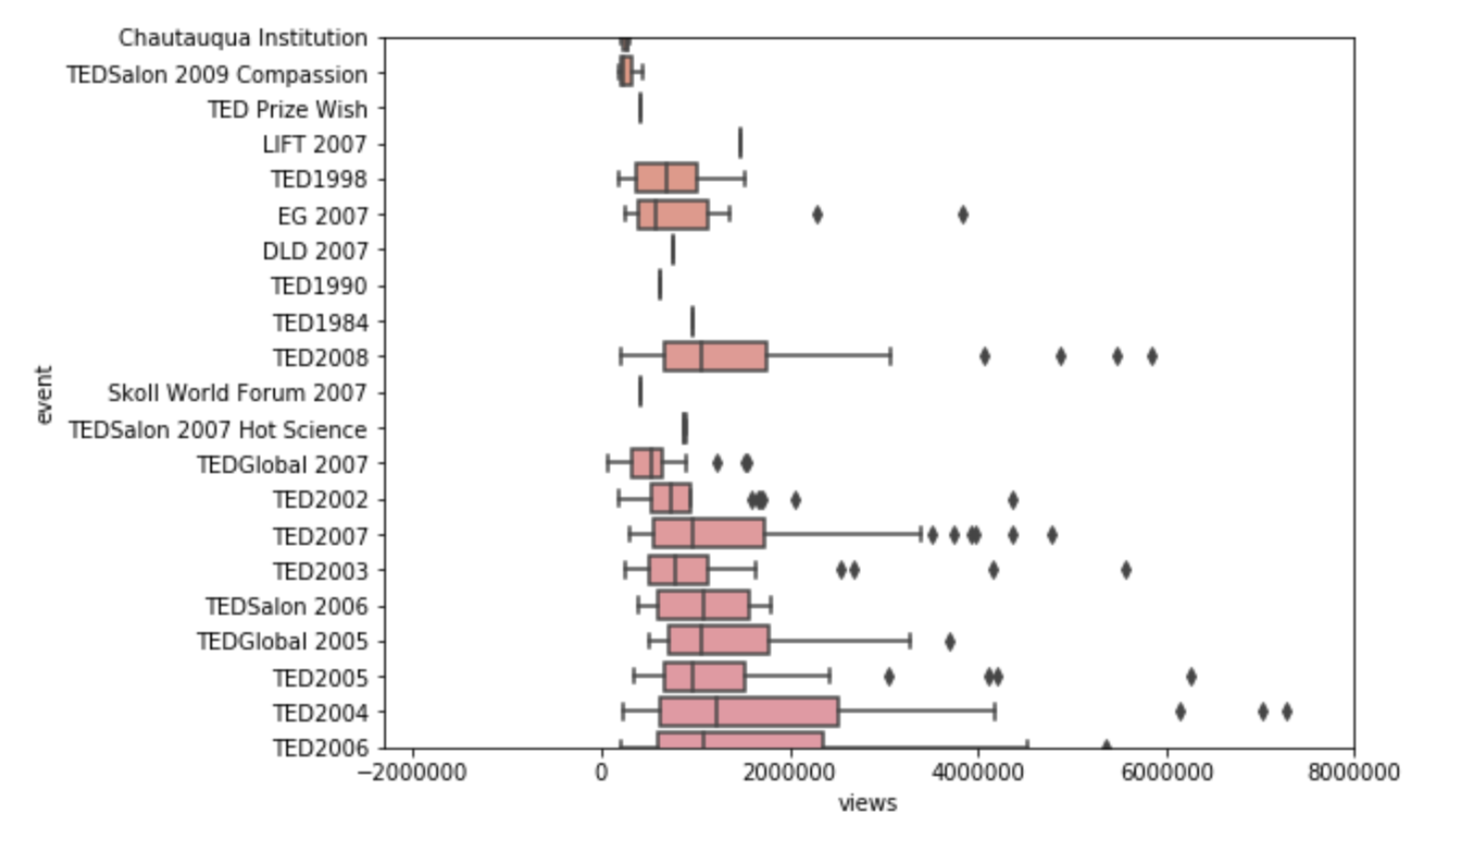 Chautauqua Institution
TEDSalon 2009 Compassion
TED Prize Wish
LIFT 2007
TED1998
EG 2007
DLD 2007
TED1990
TED1984
TED2008
Skoll World Forum 2007
TEDSalon 2007 Hot Science
TEDGlobal 2007
TED2002
TED2007
TED2003
TEDSalon 2006
TEDGlobal 2005
TED2005
TED2004
TED2006
event
−2000000 0 2000000 4000000 6000000 8000000
views